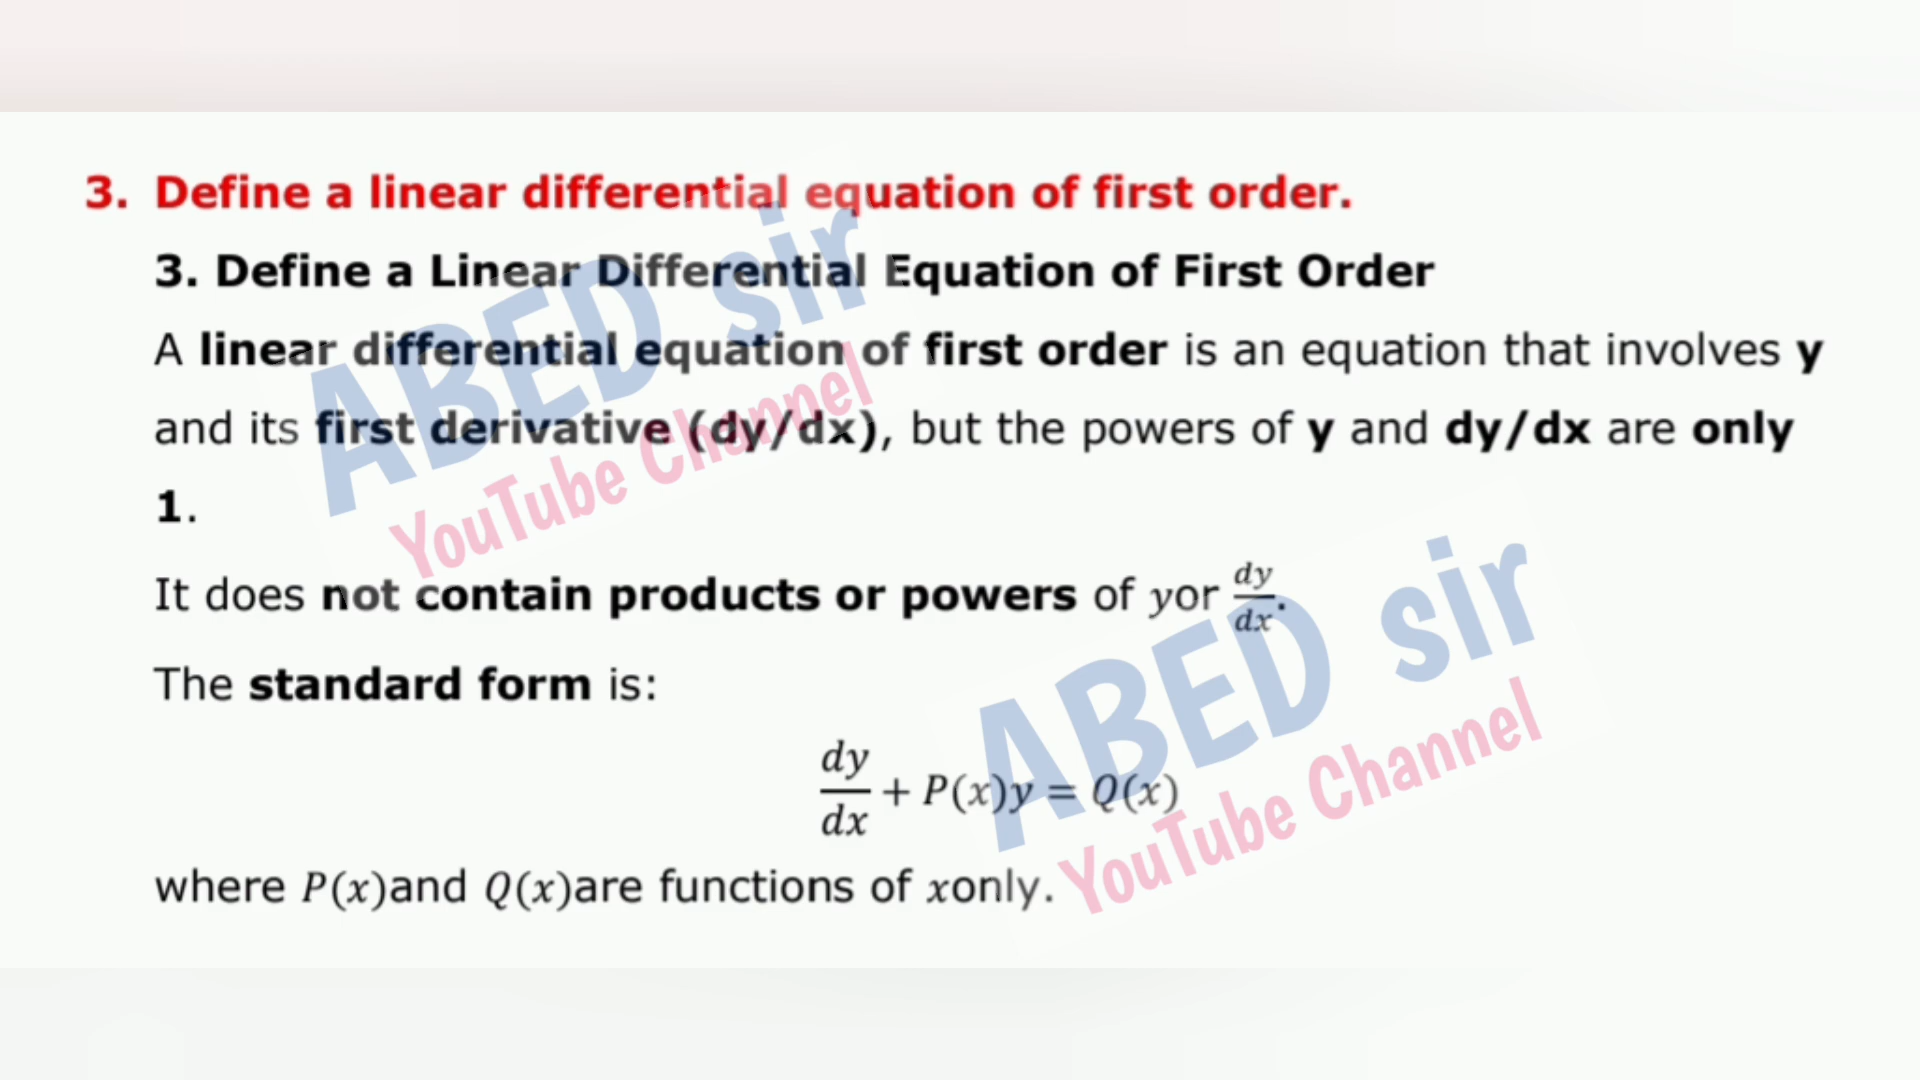 3. Define a linear differential equation of first order.
3. Define a Linear Differential Equation of First Order
A linear differential equation of first order is an equation that involves y
and its first derivative (dy/dx), but the powers of y and dy/dx are only
1.
It does not contain products or powers of yor dy/dx.
The standard form is:
dy/dx + P(x)y = Q(x)
where P(x)and Q(x)are functions of xonly.
ABED sir
YouTube Channel
ABED sir
YouTube Channel